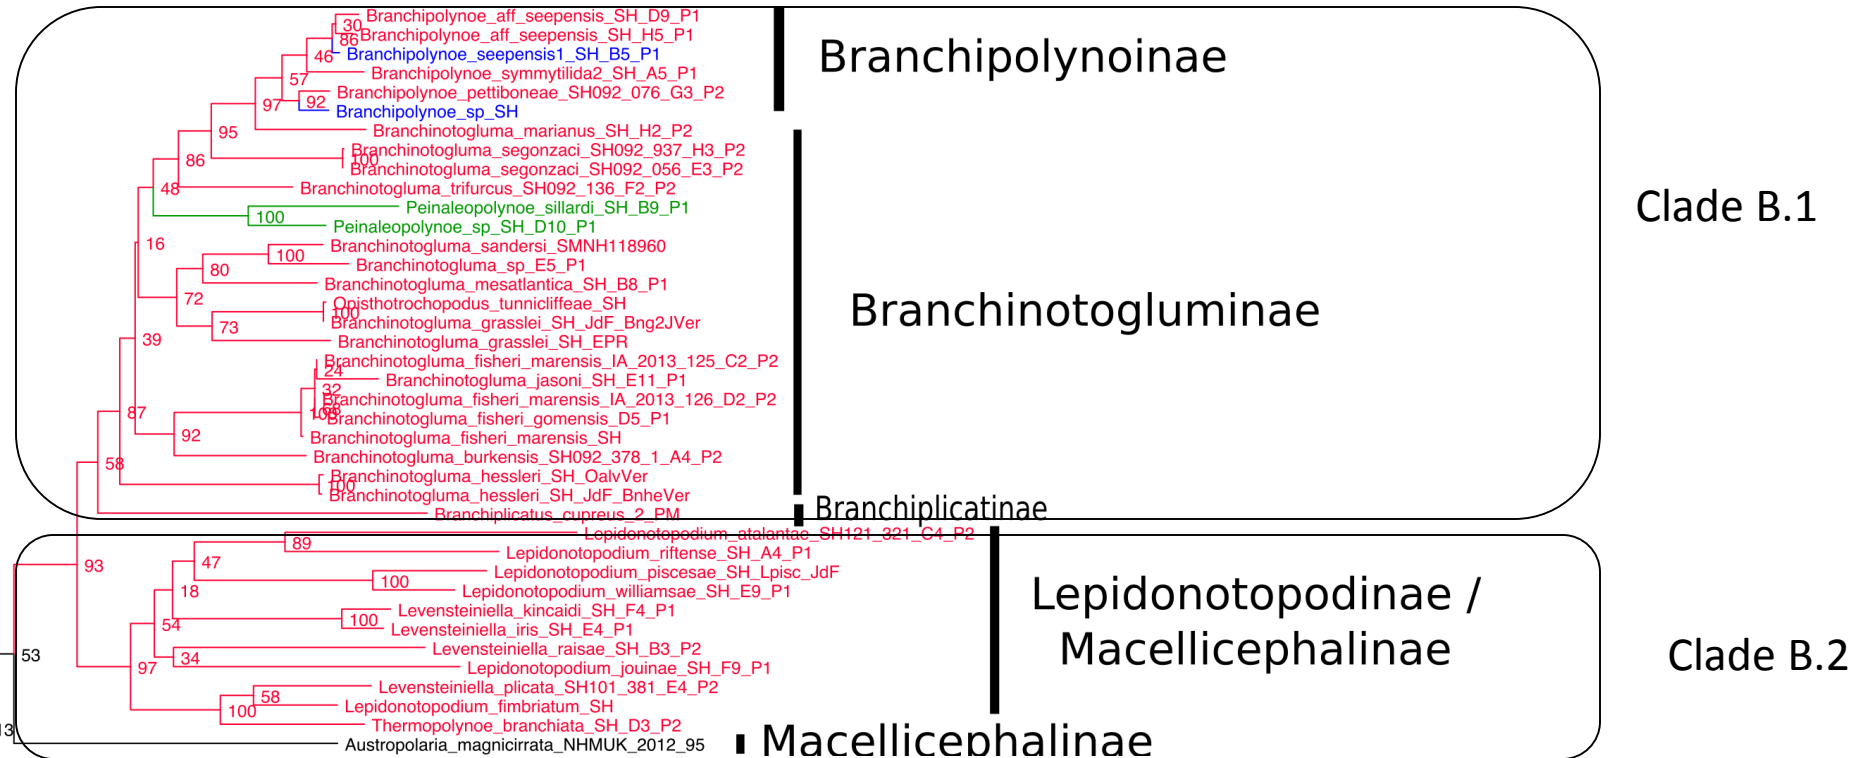 Branchipolynoe_aff_seepensis_SH_D9_P1
30
Branchipolynoe_aff_seepensis_SH_H5_P1
86
Branchipolynoe_seepensis1_SH_B5_P1
46
Branchipolynoinae
Branchipolynoe_symmytilida2_SH_A5_P1
57
Branchipolynoe_pettiboneae_SH092_076_G3_P2
92
97
Branchipolynoe_sp_SH
Branchinotogluma_marianus_SH_H2_P2
95
Branchinotogluma_segonzaci_SH092_937_H3_P2
100
86
Branchinotogluma_segonzaci_SH092_056_E3_P2
Branchinotogluma_trifurcus_SH092_136_F2_P2
48
Peinaleopolynoe_sillardi_SH_B9_P1
Clade B.1
100
Peinaleopolynoe_sp_SH_D10_P1
16
Branchinotogluma_sandersi_SMNH118960
100
Branchinotogluma_sp_E5_P1
80
Branchinotogluma_mesatlantica_SH_B8_P1
72
Opisthotrochopodus_tunnicliffeae_SH
100
Branchinotogluminae
Branchinotogluma_grasslei_SH_JdF_Bng2JVer
73
39
Branchinotogluma_grasslei_SH_EPR
Branchinotogluma_fisheri_marensis_IA_2013_125_C2_P2
24
Branchinotogluma_jasoni_SH_E11_P1
32
Branchinotogluma_fisheri_marensis_IA_2013_126_D2_P2
100
87
Branchinotogluma_fisheri_gomensis_D5_P1
92
Branchinotogluma_fisheri_marensis_SH
Branchinotogluma_burkensis_SH092_378_1_A4_P2
58
Branchinotogluma_hessleri_SH_OalvVer
100
Branchinotogluma_hessleri_SH_JdF_BnheVer
Branchiplicatinae
Branchiplicatus_cupreus_2_PM
Lepidonotopodium_atalantae_SH121_321_C4_P2
89
Lepidonotopodium_riftense_SH_A4_P1
47
93
Lepidonotopodium_piscesae_SH_Lpisc_JdF
100
Lepidonotopodium_williamsae_SH_E9_P1
18
Lepidonotopodinae /
Macellicephalinae
Levensteiniella_kincaidi_SH_F4_P1
100
54
Levensteiniella_iris_SH_E4_P1
Levensteiniella_raisae_SH_B3_P2
53
34
97
Clade B.2
Lepidonotopodium_jouinae_SH_F9_P1
Levensteiniella_plicata_SH101_381_E4_P2
58
Lepidonotopodium_fimbriatum_SH
100
Thermopolynoe_branchiata_SH_D3_P2
Austropolaria_magnicirrata_NHMUK_2012_95
Macellicephalinae